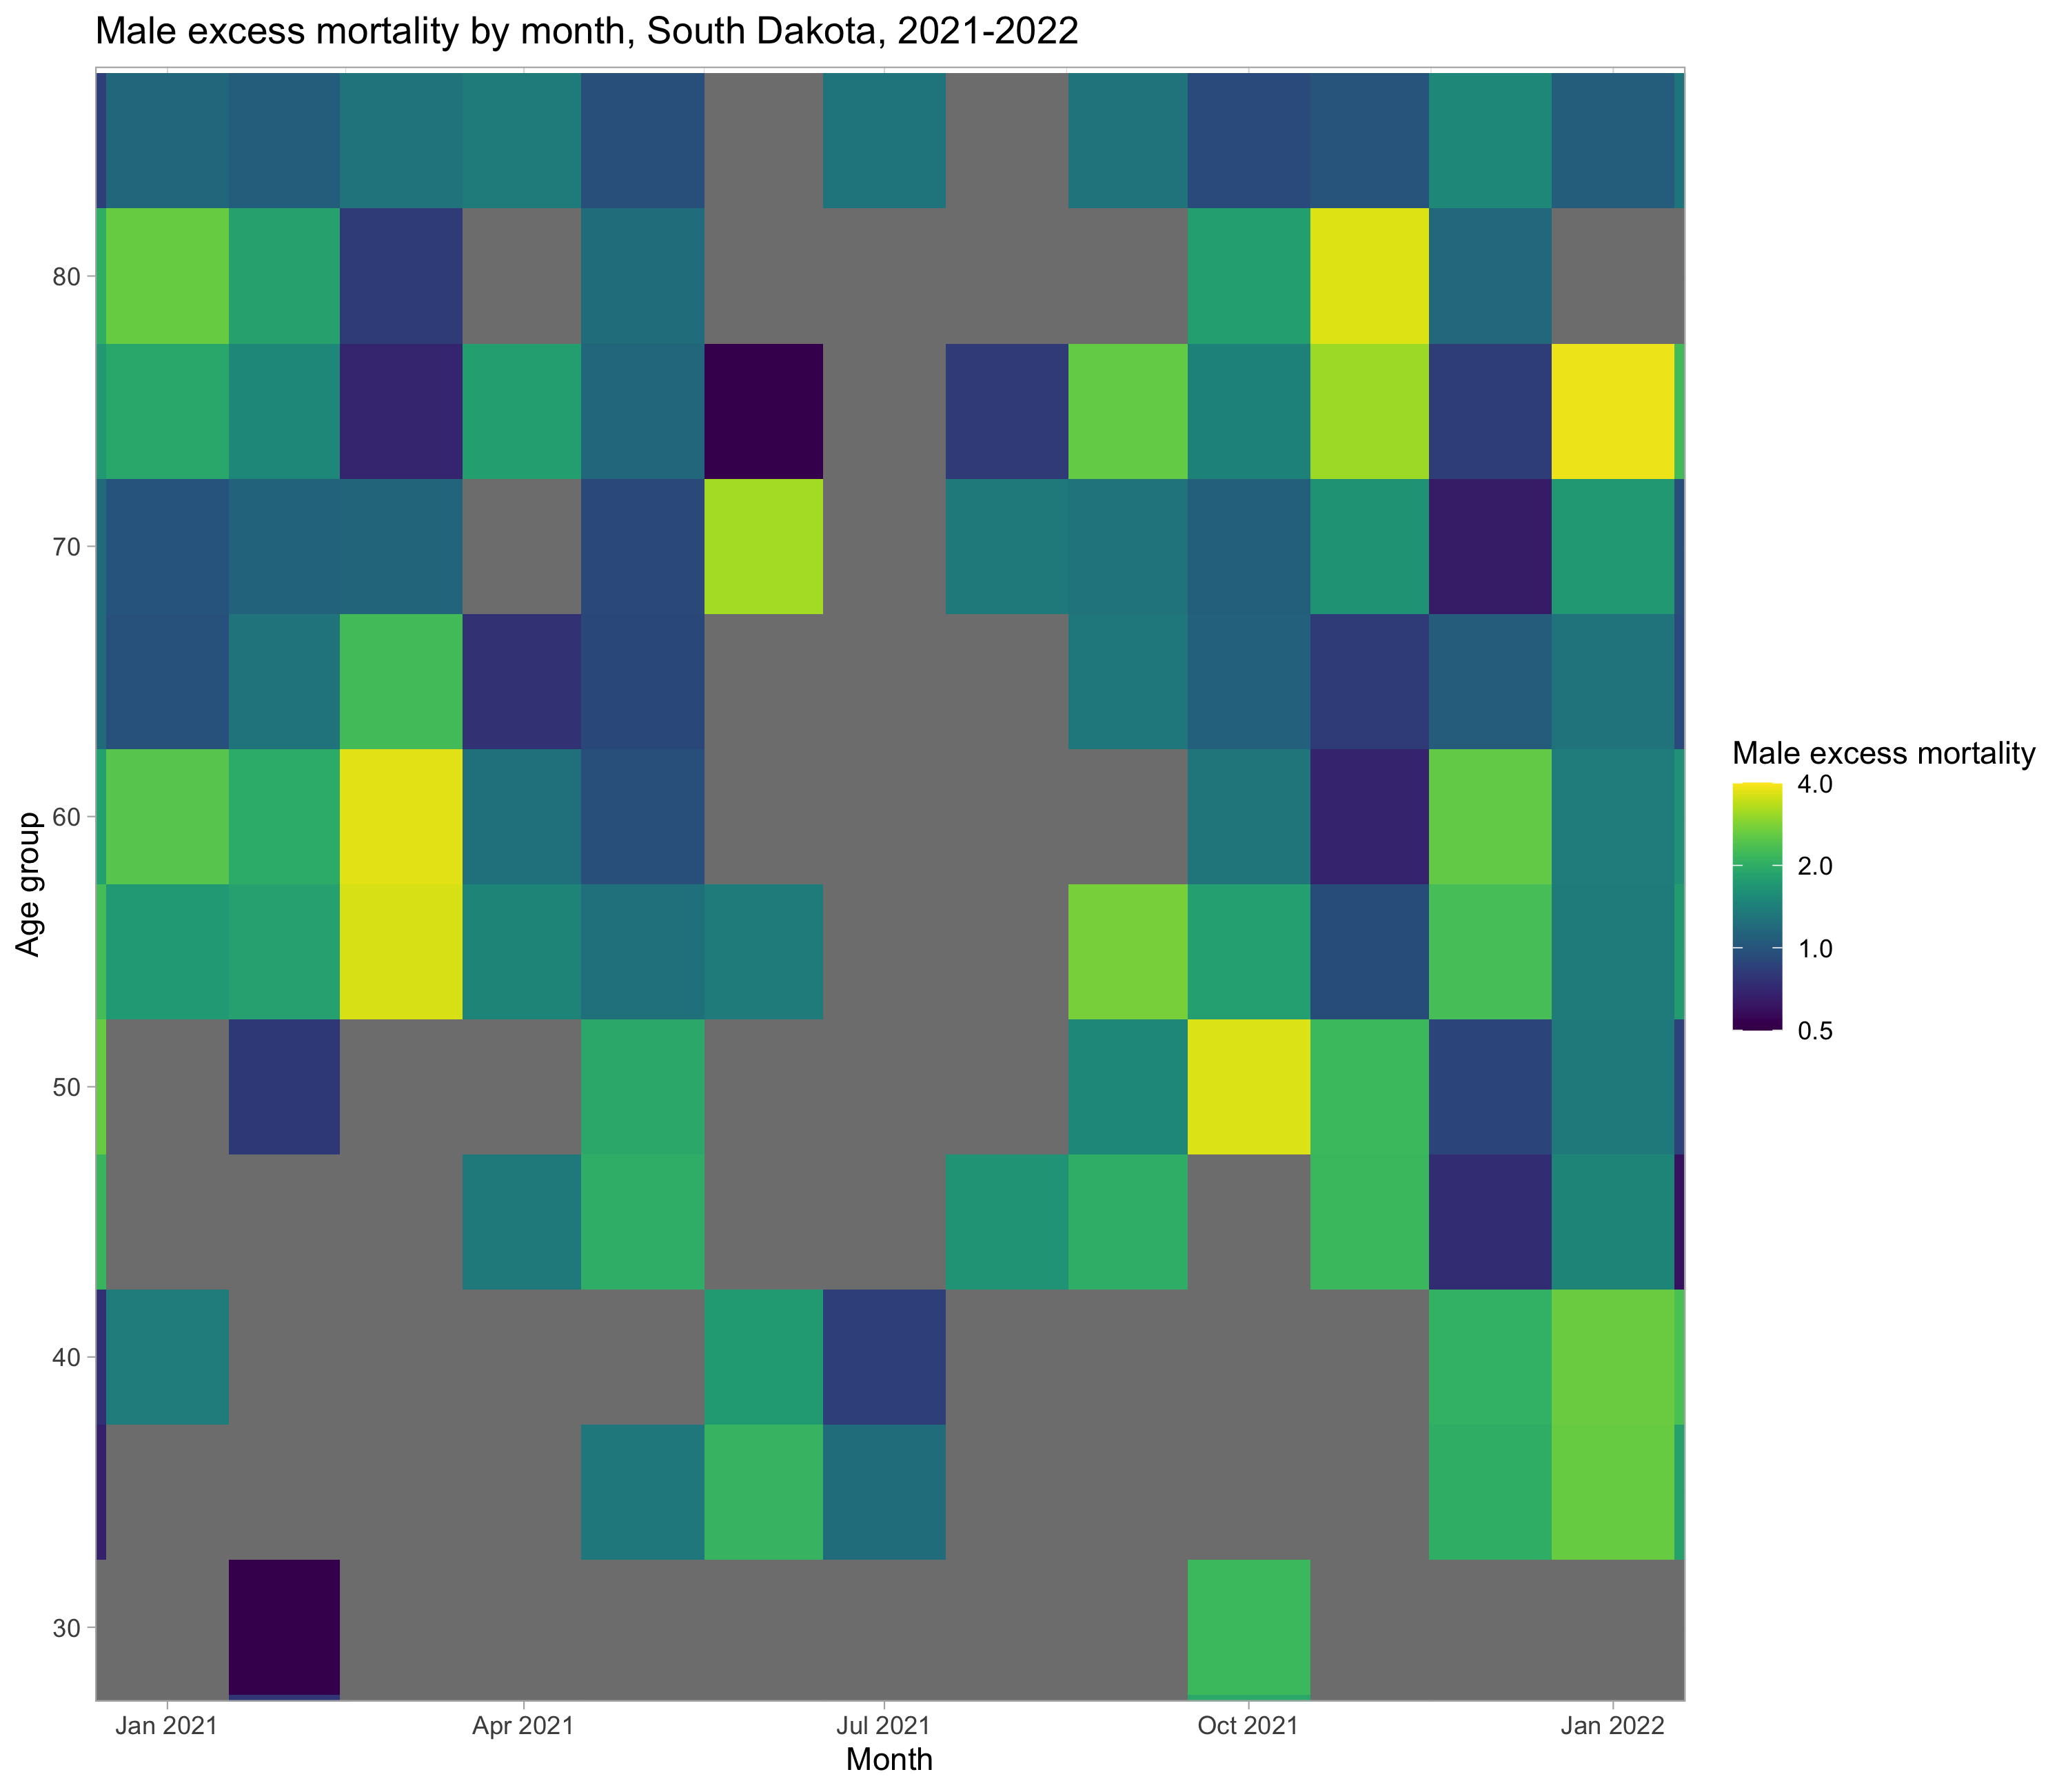 Male excess mortality by month, South Dakota, 2021-2022
80
70
60
50
40
30
Age group
Jan 2021
Apr 2021
Jul 2021
Oct 2021
Jan 2022
Month
Male excess mortality
4.0
2.0
1.0
0.5